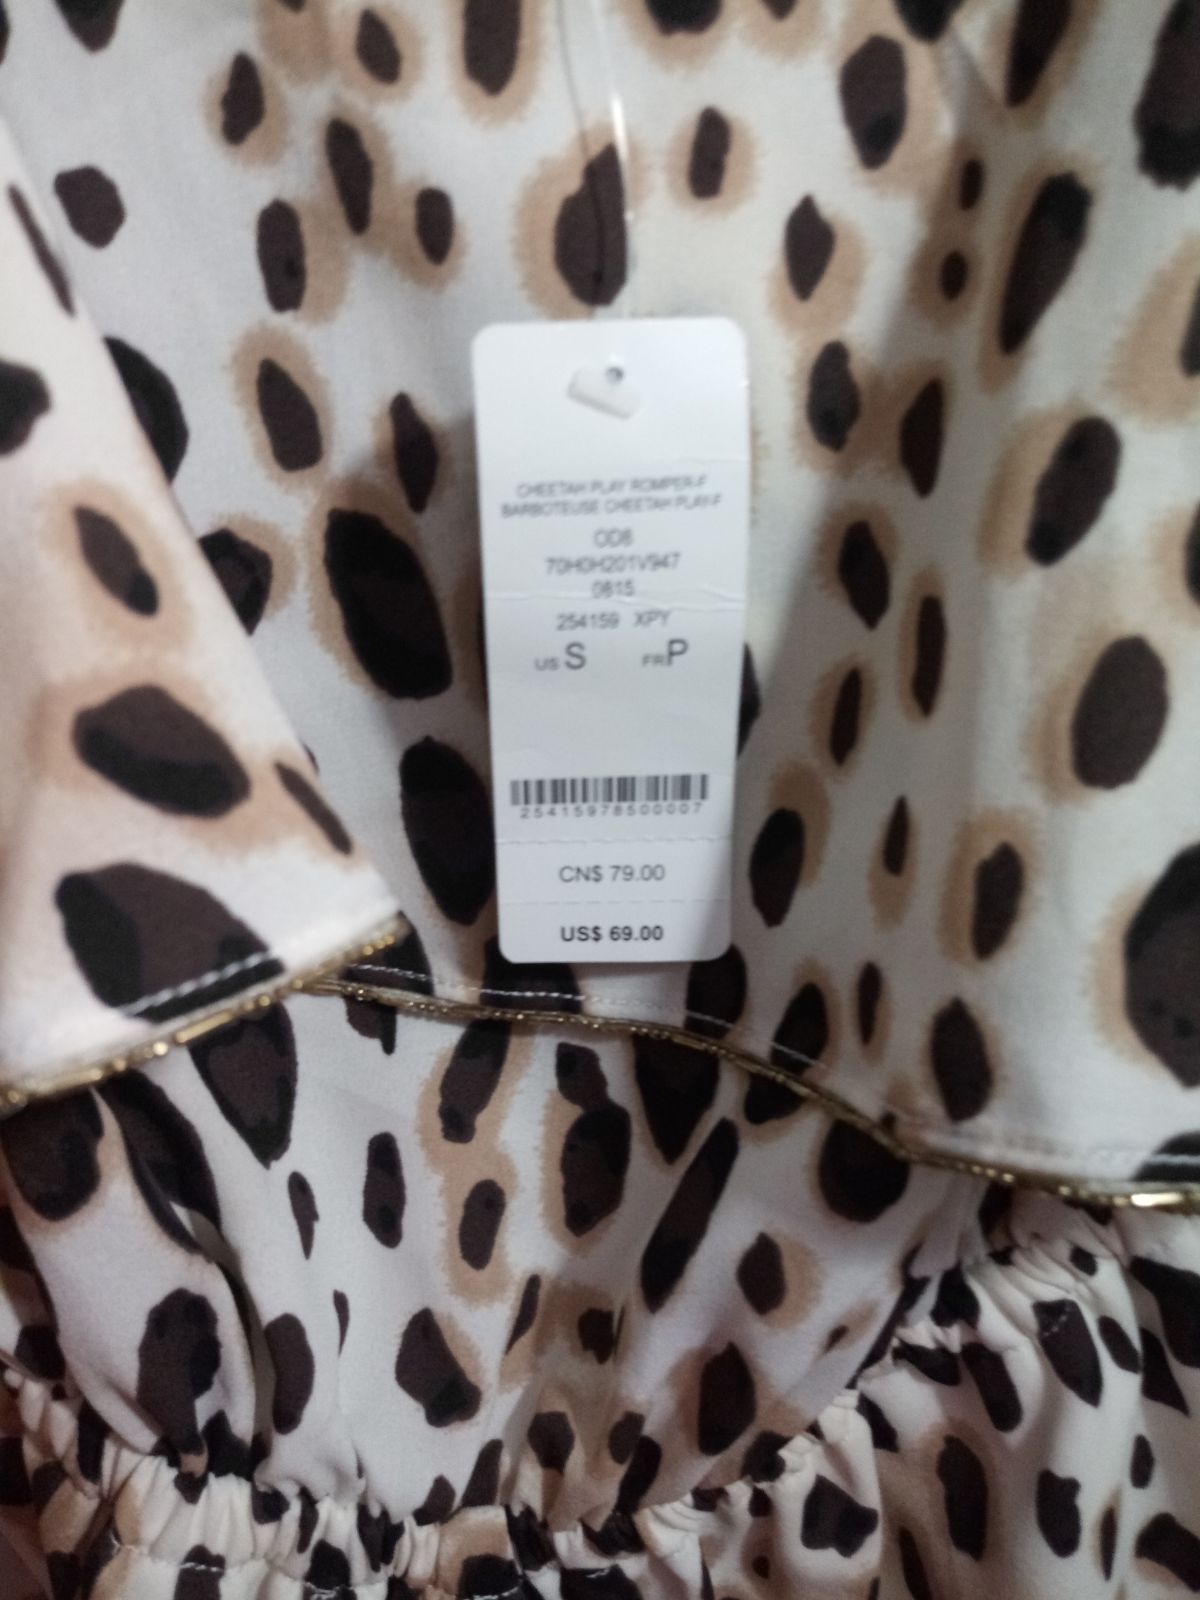 CHEETAH PLAY ROMPER-F
BARBOTEUSE CHEETAH PLAY-F
OD8
70H0H201V947
0815
254159 XPY
US S FR P
25415978500007
CN$ 79.00
US$ 69.00